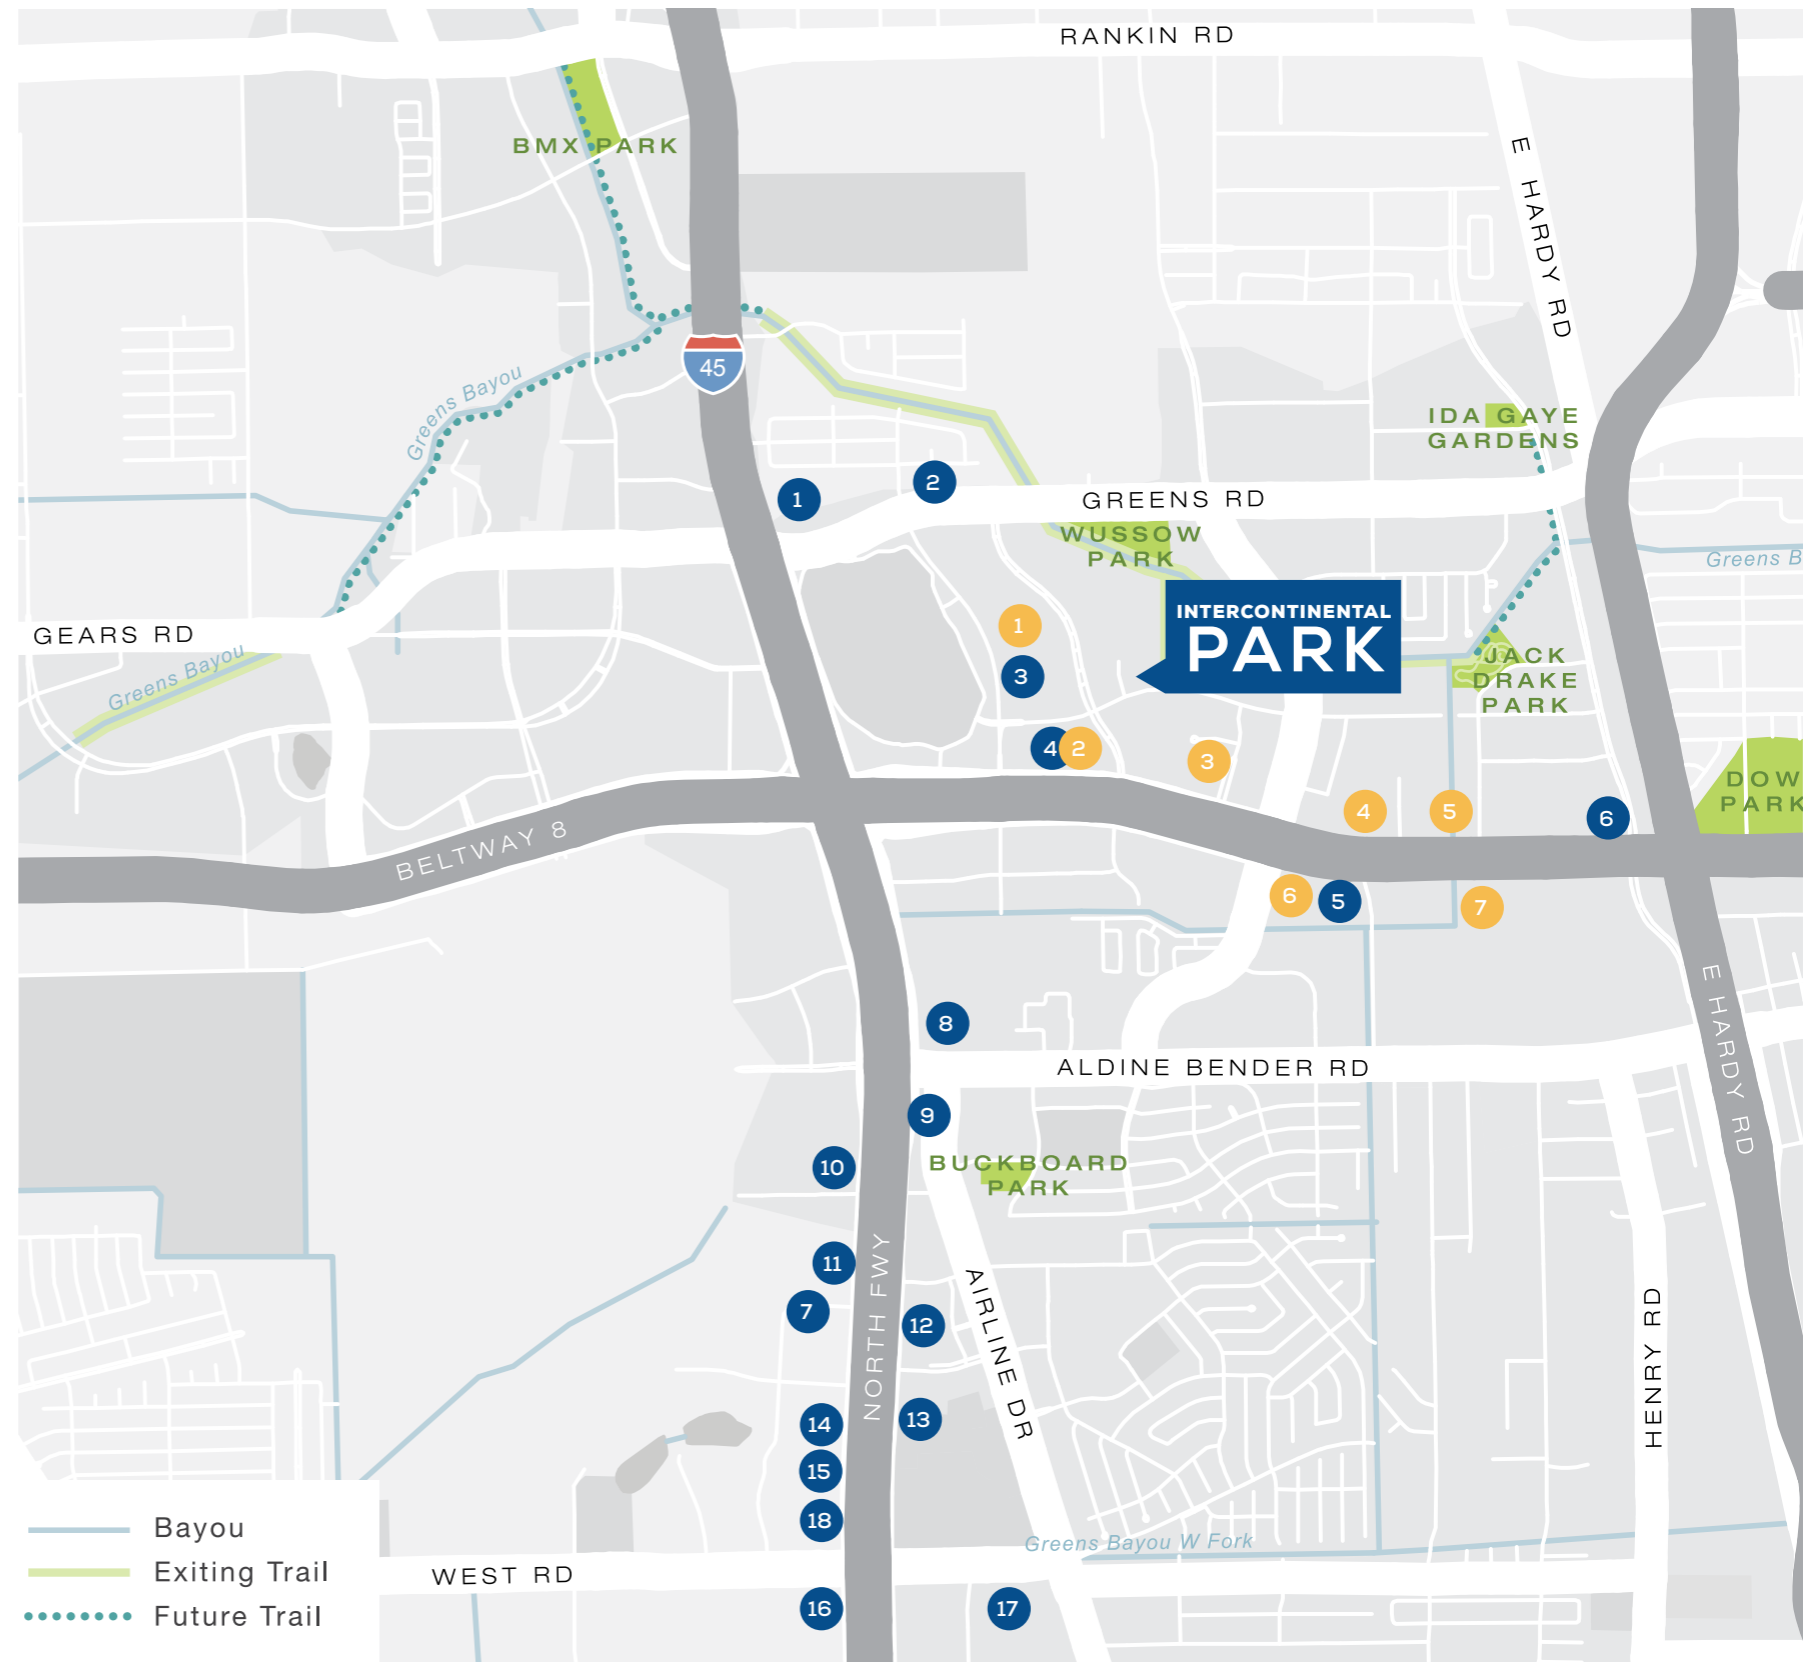 RANKIN RD
BMX PARK
E HARDY RD
45
Greens Bayou
IDA GAYE
GARDENS
1
2
GREENS RD
WUSSOW
PARK
Greens B
INTERCONTINENTAL
PARK
GEARS RD
1
3
JACK
DRAKE
PARK
Greens Bayou
4
2
3
DOW
PARK
4
5
6
BELTWAY 8
6
5
7
E HARDY RD
8
ALDINE BENDER RD
9
10
BUCKBOARD
PARK
11
7
NORTH FWY
12
AIRLINE DR
HENRY RD
14
13
15
18
Bayou
Greens Bayou W Fork
Exiting Trail
WEST RD
Future Trail
16
17